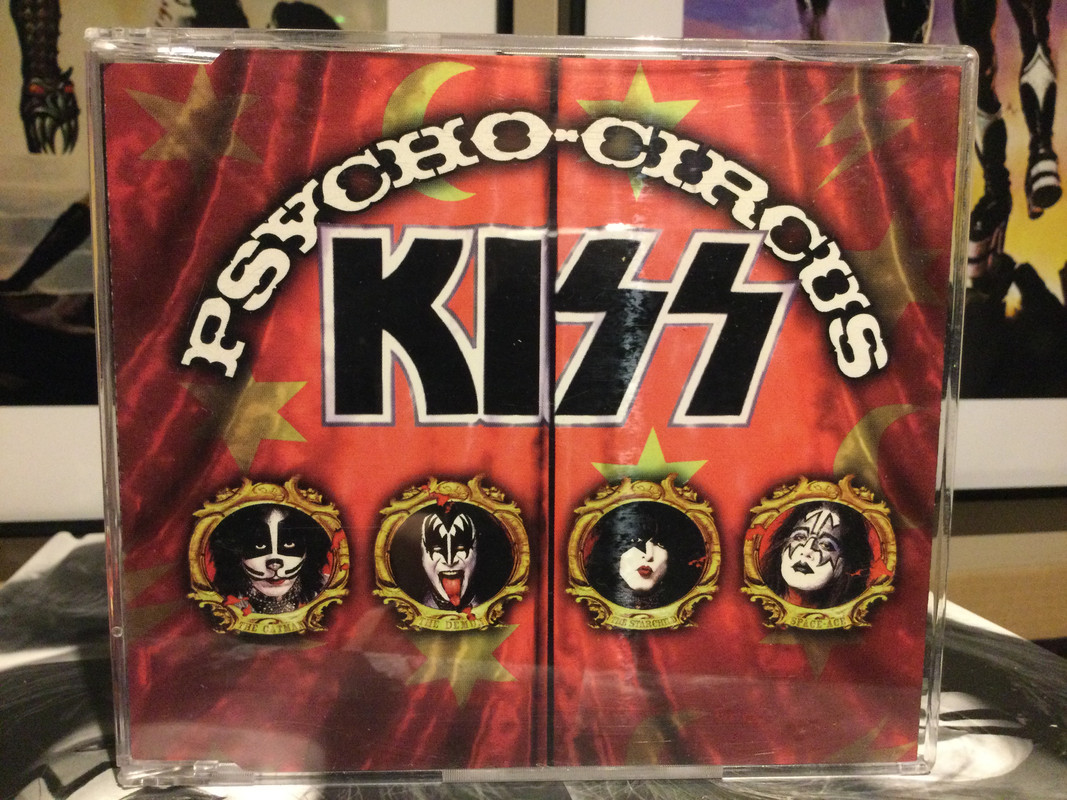 PSYCHO-CIRCUS
KISS
THE CATMAN
THE DEMON
THE STARCHILD
SPACE-ACE